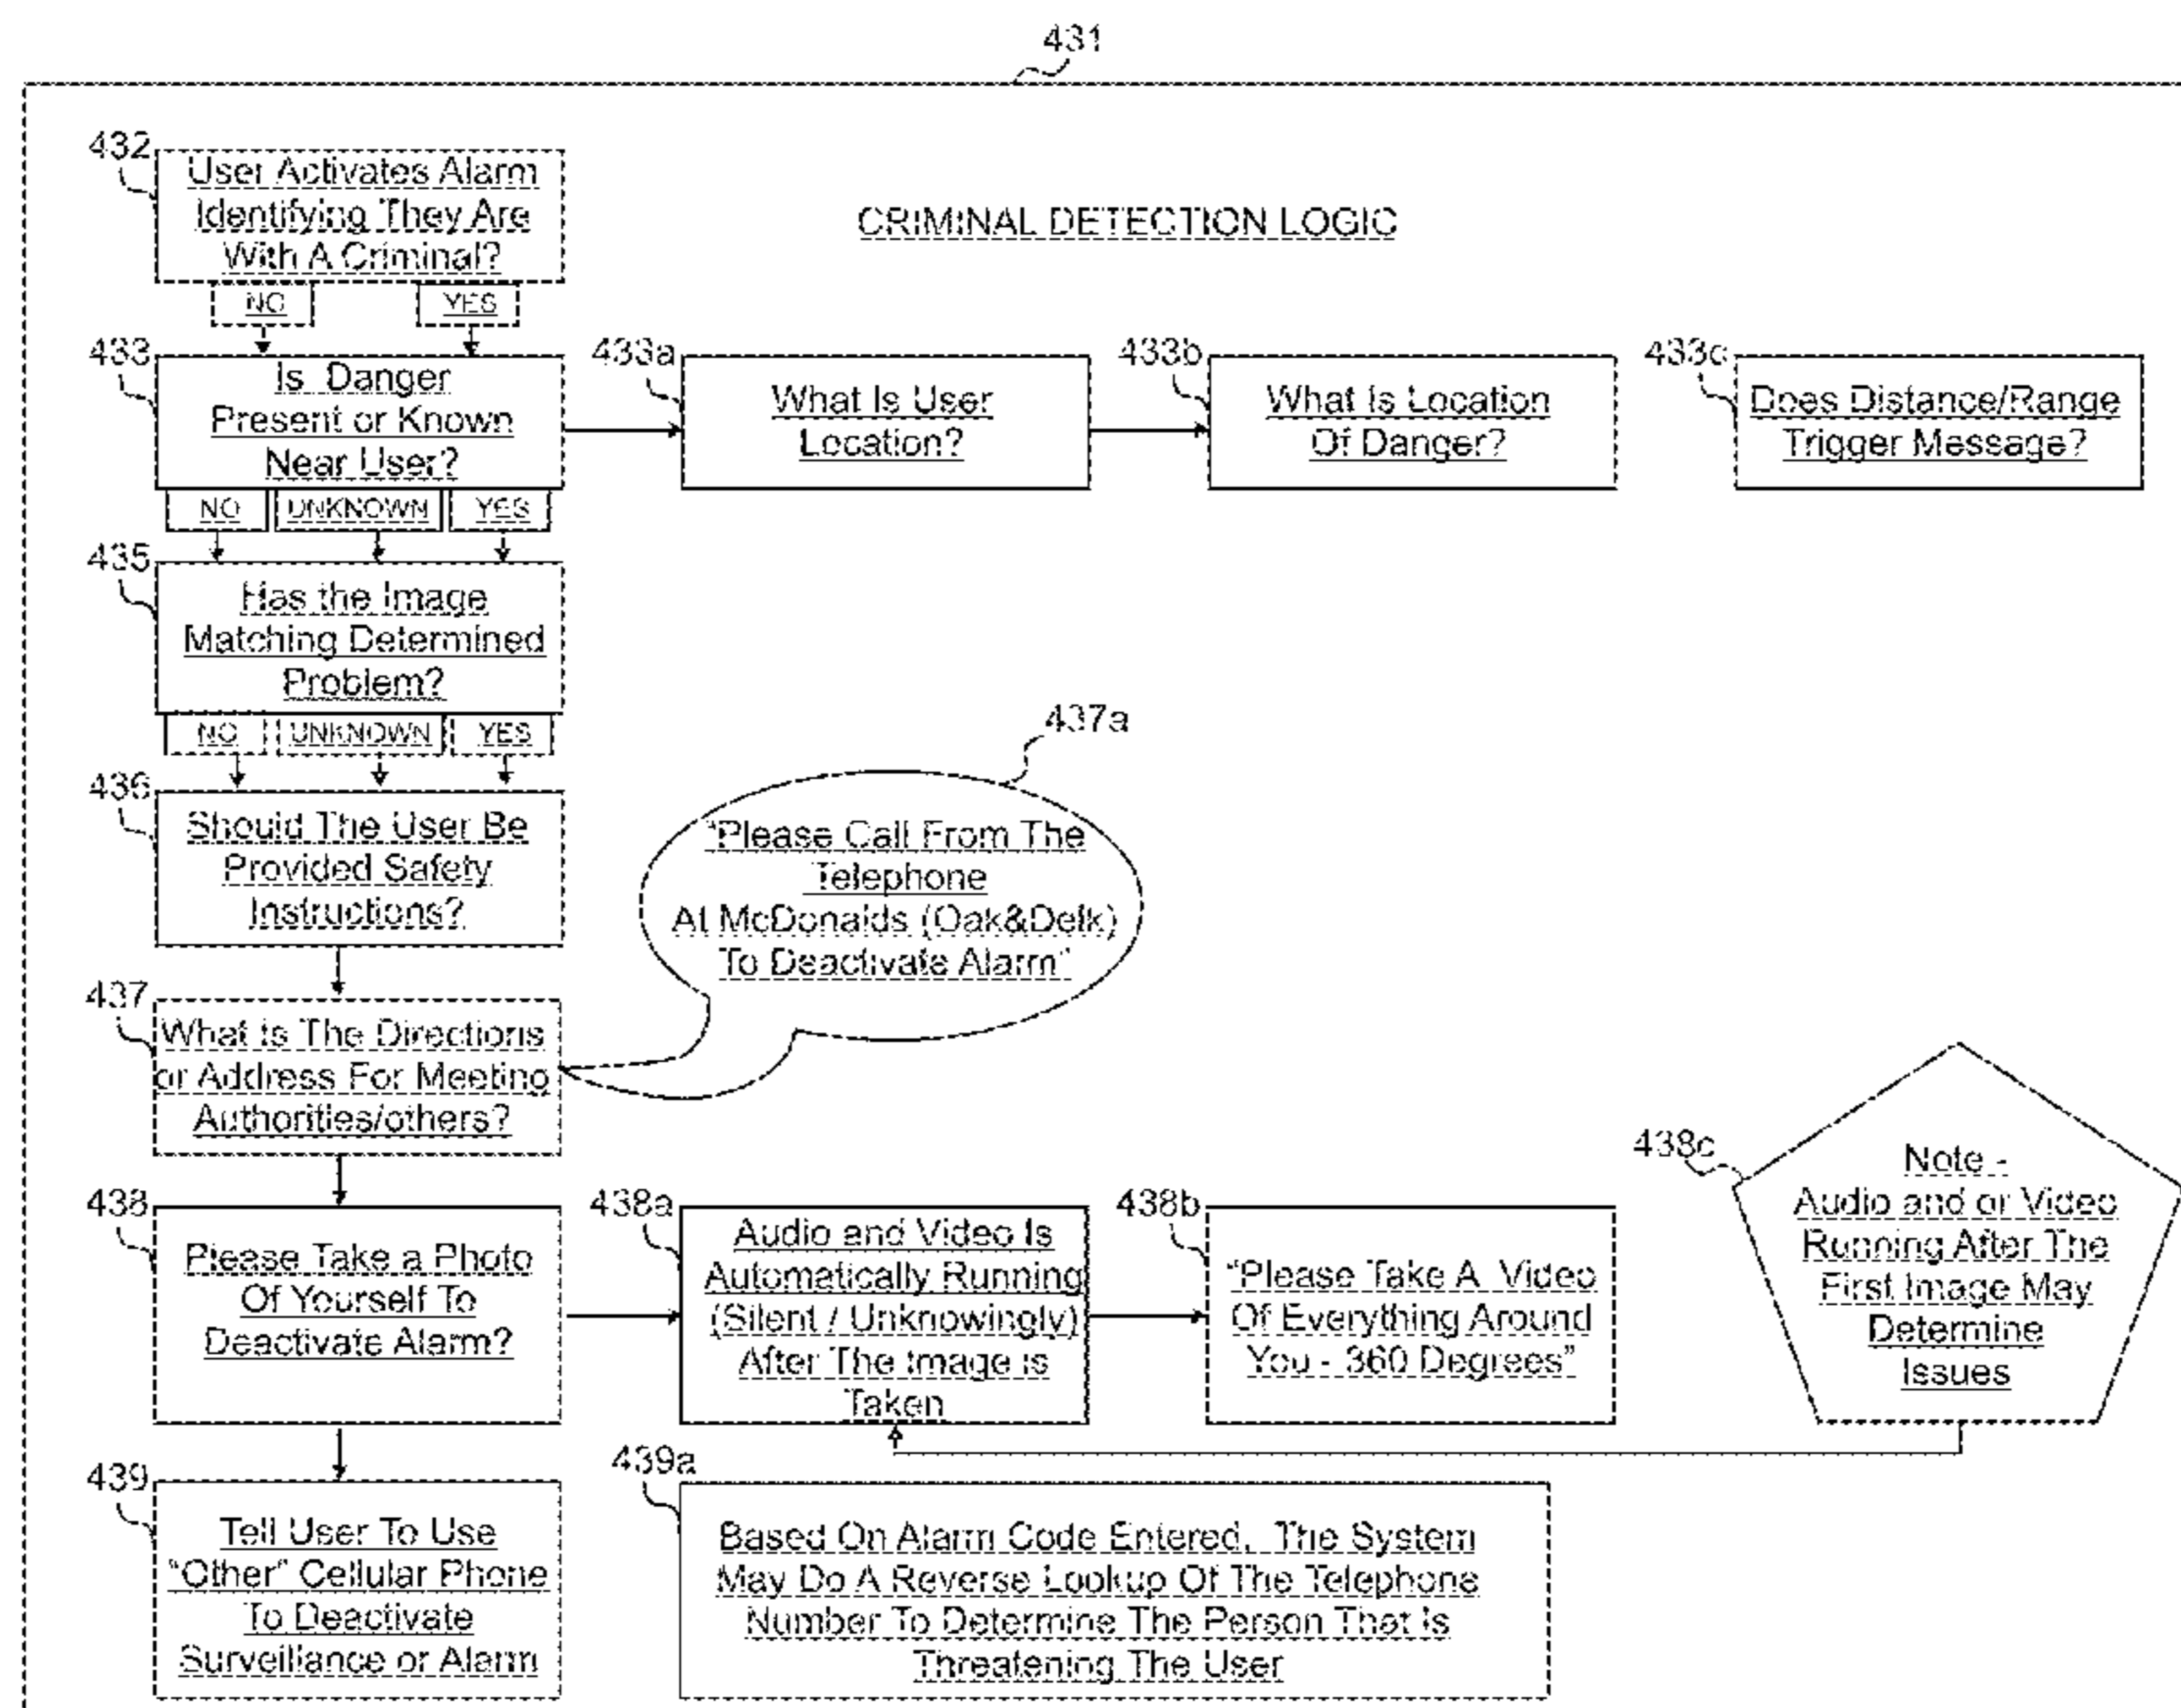 431
432
User Activates Alarm
Identifying They Are
With A Criminal?
NO YES
CRIMINAL DETECTION LOGIC
433
Is Danger
Present or Known
Near User?
NO UNKNOWN YES
433a
What Is User
Location?
433b
What Is Location
Of Danger?
433c
Does Distance/Range
Trigger Message?
435
Has the Image
Matching Determined
Problem?
NO UNKNOWN YES
436
Should The User Be
Provided Safety
Instructions?
437a
"Please Call From The
Telephone
At McDonalds (Oak&Delk)
To Deactivate Alarm"
437
What Is The Directions
or Address For Meeting
Authorities/others?
438
Please Take a Photo
Of Yourself To
Deactivate Alarm?
438a
Audio and Video Is
Automatically Running
(Silent / Unknowingly)
After The Image is
Taken
438b
"Please Take A Video
Of Everything Around
You - 360 Degrees"
438c
Note -
Audio and or Video
Running After The
First Image May
Determine
Issues
439
Tell User To Use
"Other" Cellular Phone
To Deactivate
Surveillance or Alarm
439a
Based On Alarm Code Entered, The System
May Do A Reverse Lookup Of The Telephone
Number To Determine The Person That Is
Threatening The User